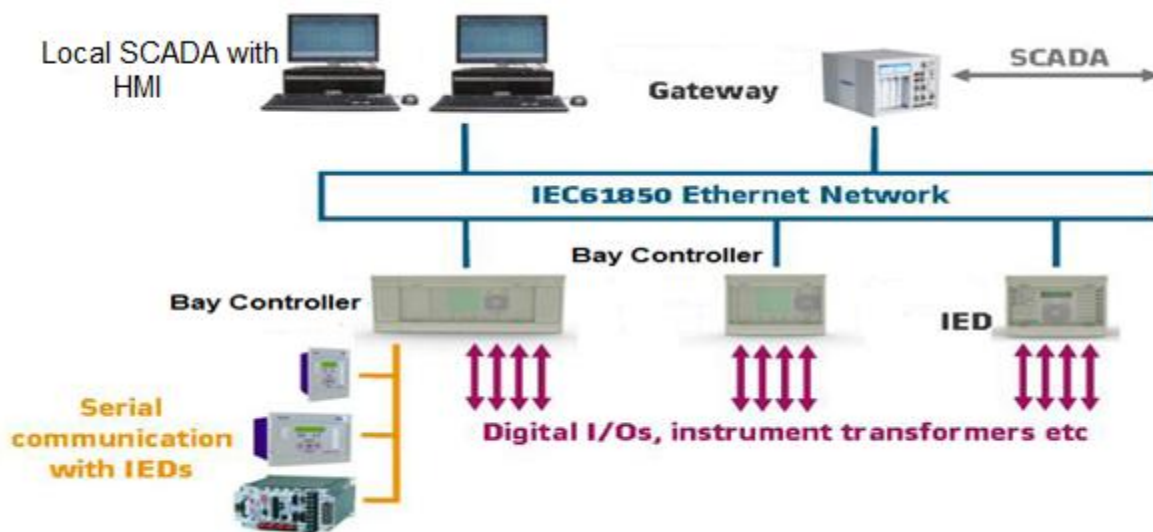 Local SCADA with
HMI
Gateway
SCADA
IEC61850 Ethernet Network
Bay Controller
Bay Controller
IED
Serial
communication
with IEDs
Digital I/Os, instrument transformers etc